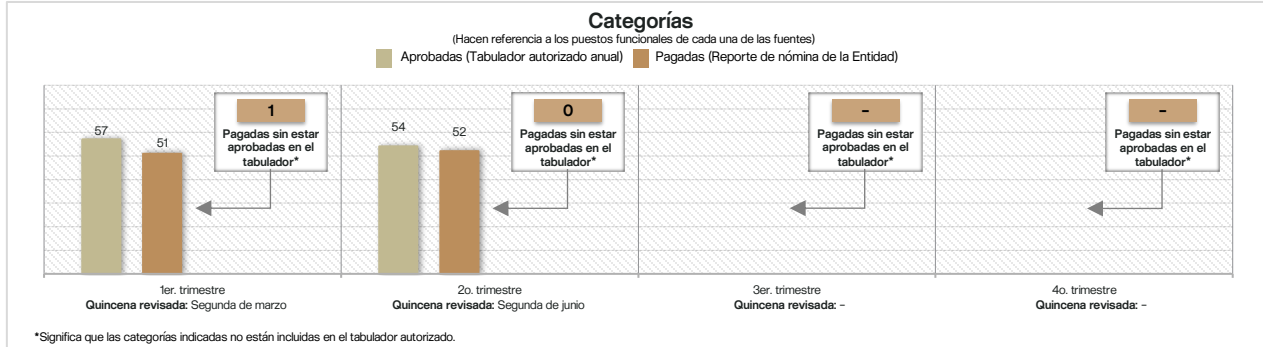 Categorías
(Hacen referencia a los puestos funcionales de cada una de las fuentes)
Aprobadas (Tabulador autorizado anual) Pagadas (Reporte de nómina de la Entidad)
1
Pagadas sin estar
aprobadas en el
tabulador*
57
51
0
Pagadas sin estar
aprobadas en el
tabulador*
54
52
-
Pagadas sin estar
aprobadas en el
tabulador*
-
Pagadas sin estar
aprobadas en el
tabulador*
1er. trimestre
Quincena revisada: Segunda de marzo
2o. trimestre
Quincena revisada: Segunda de junio
3er. trimestre
Quincena revisada: -
4o. trimestre
Quincena revisada: -
*Significa que las categorías indicadas no están incluidas en el tabulador autorizado.